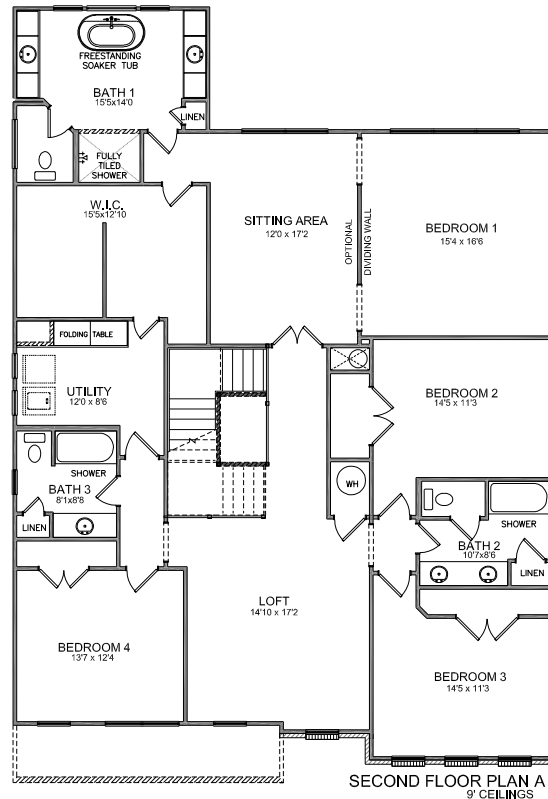 FREESTANDING
SOAKER TUB
BATH 1
15'5x14'0
LINEN
FULLY
TILED
SHOWER
W.I.C.
15'5x12'10
SITTING AREA
12'0 x 17'2
OPTIONAL
DIVIDING WALL
BEDROOM 1
15'4 x 16'6
FOLDING TABLE
UTILITY
12'0 x 8'6
BEDROOM 2
14'5 x 11'3
SHOWER
BATH 3
8'1x8'8
LINEN
WH
SHOWER
BATH 2
10'7x8'6
LINEN
LOFT
14'10 x 17'2
BEDROOM 4
13'7 x 12'4
BEDROOM 3
14'5 x 11'3
SECOND FLOOR PLAN A
9' CEILINGS